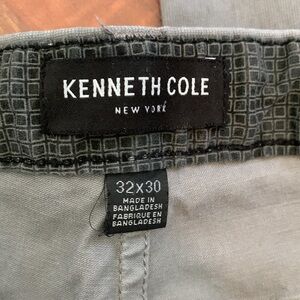 KENNETH COLE
NEW YORK
32X30
MADE IN
BANGLADESH
FABRIQUE EN
BANGLADESH